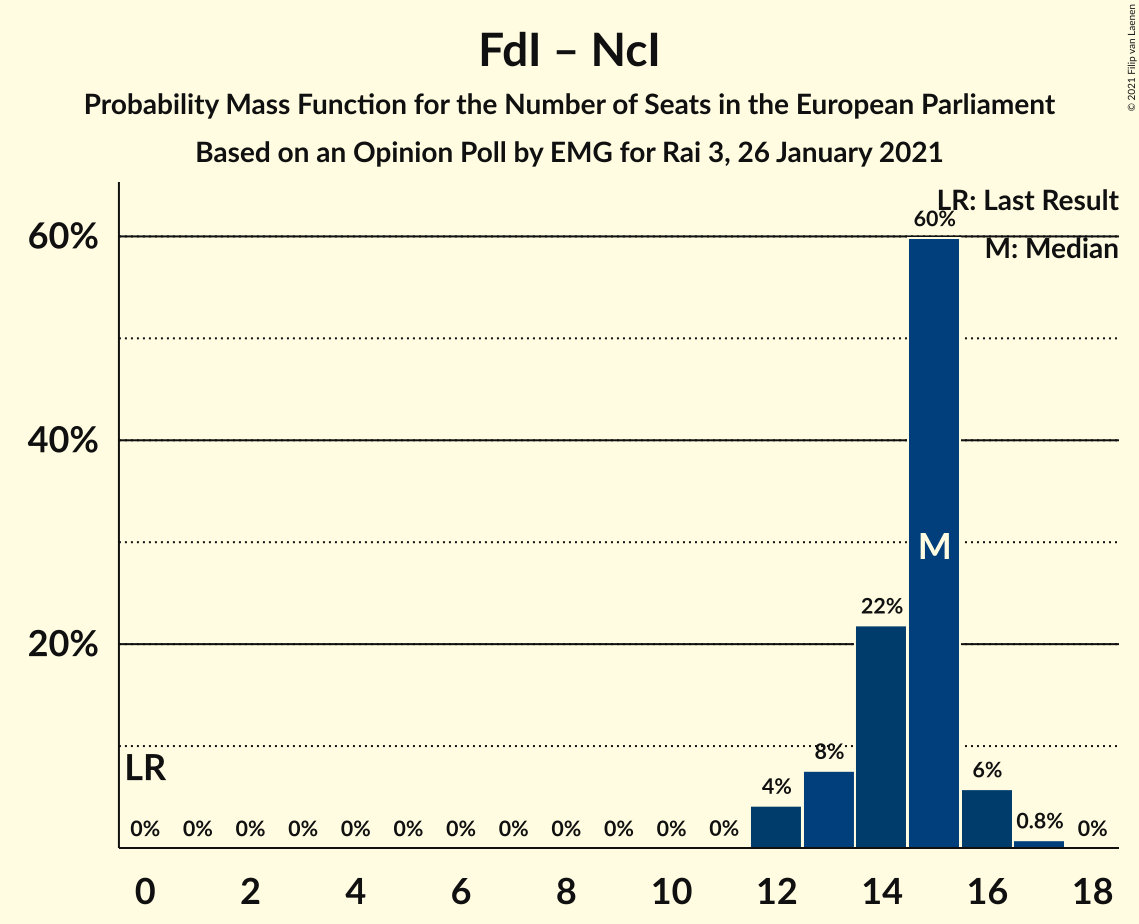 FdI – NcI
Probability Mass Function for the Number of Seats in the European Parliament
Based on an Opinion Poll by EMG for Rai 3, 26 January 2021
© 2021 Filip van Laenen
LR: Last Result
M: Median
60%
40%
20%
LR
0% 0% 0% 0% 0% 0% 0% 0% 0% 0% 0% 0% 4% 8% 22% 60% 6% 0.8% 0%
M
0 2 4 6 8 10 12 14 16 18